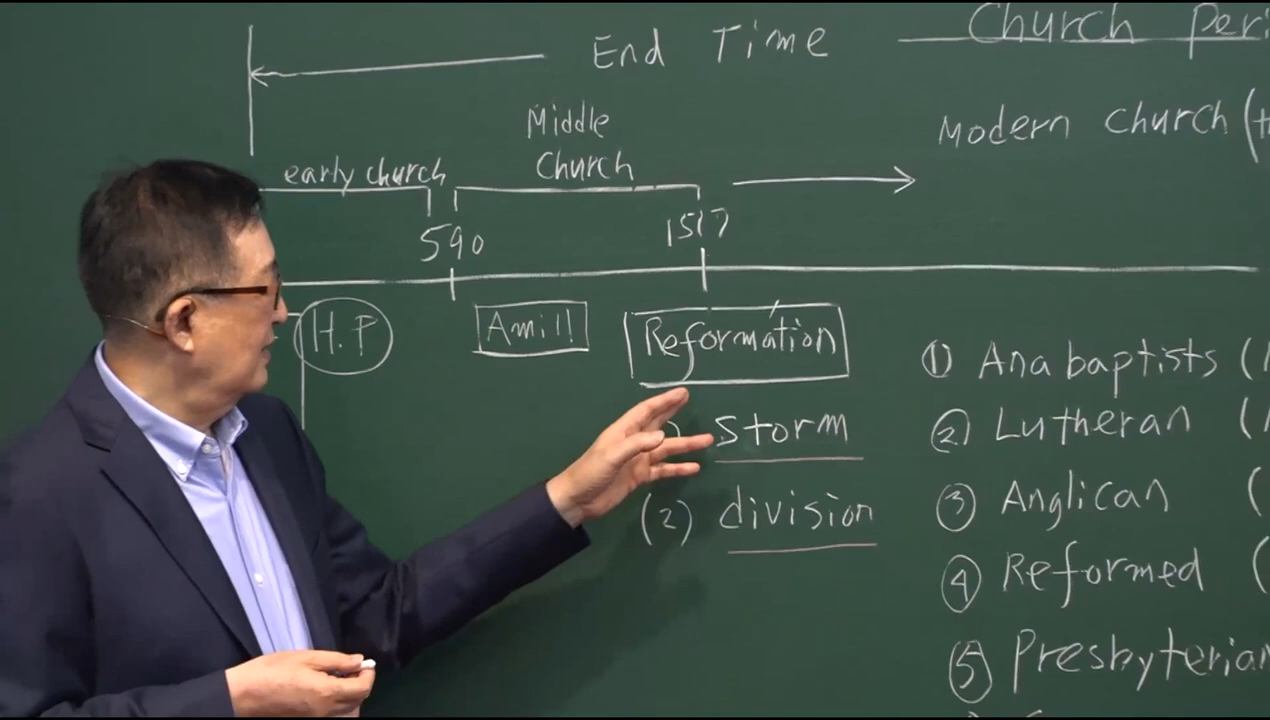 End Time
Church Peri
Middle
Church
Modern church (t
early church
590
1517
H.P
Amill
Reformation
① Anabaptists (
storm
② Lutheran (
(2) division
③ Anglican (
④ Reformed (
⑤ Presbyterian